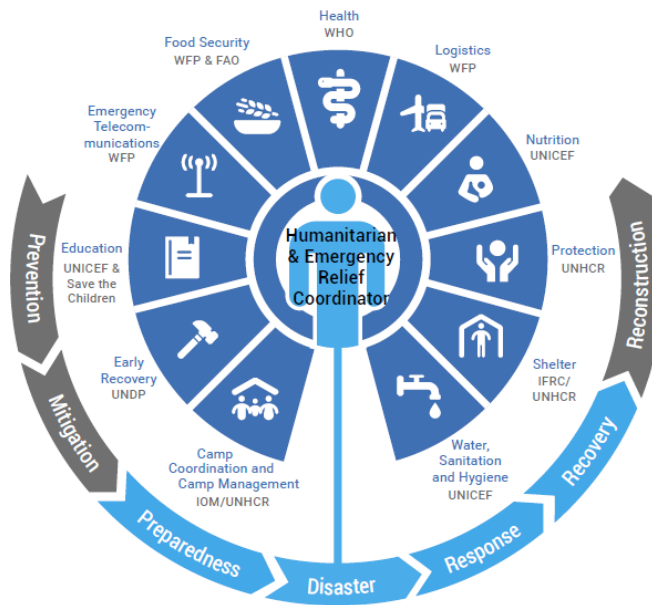 Health
WHO
Food Security
WFP & FAO
Logistics
WFP
Emergency
Telecom-
munications
WFP
Nutrition
UNICEF
Education
UNICEF &
Save the
Children
Humanitarian
& Emergency
Relief
Coordinator
Protection
UNHCR
Early
Recovery
UNDP
Shelter
IFRC/
UNHCR
Camp
Coordination and
Camp Management
IOM/UNHCR
Water,
Sanitation
and Hygiene
UNICEF
Prevention
Mitigation
Preparedness
Disaster
Response
Recovery
Reconstruction